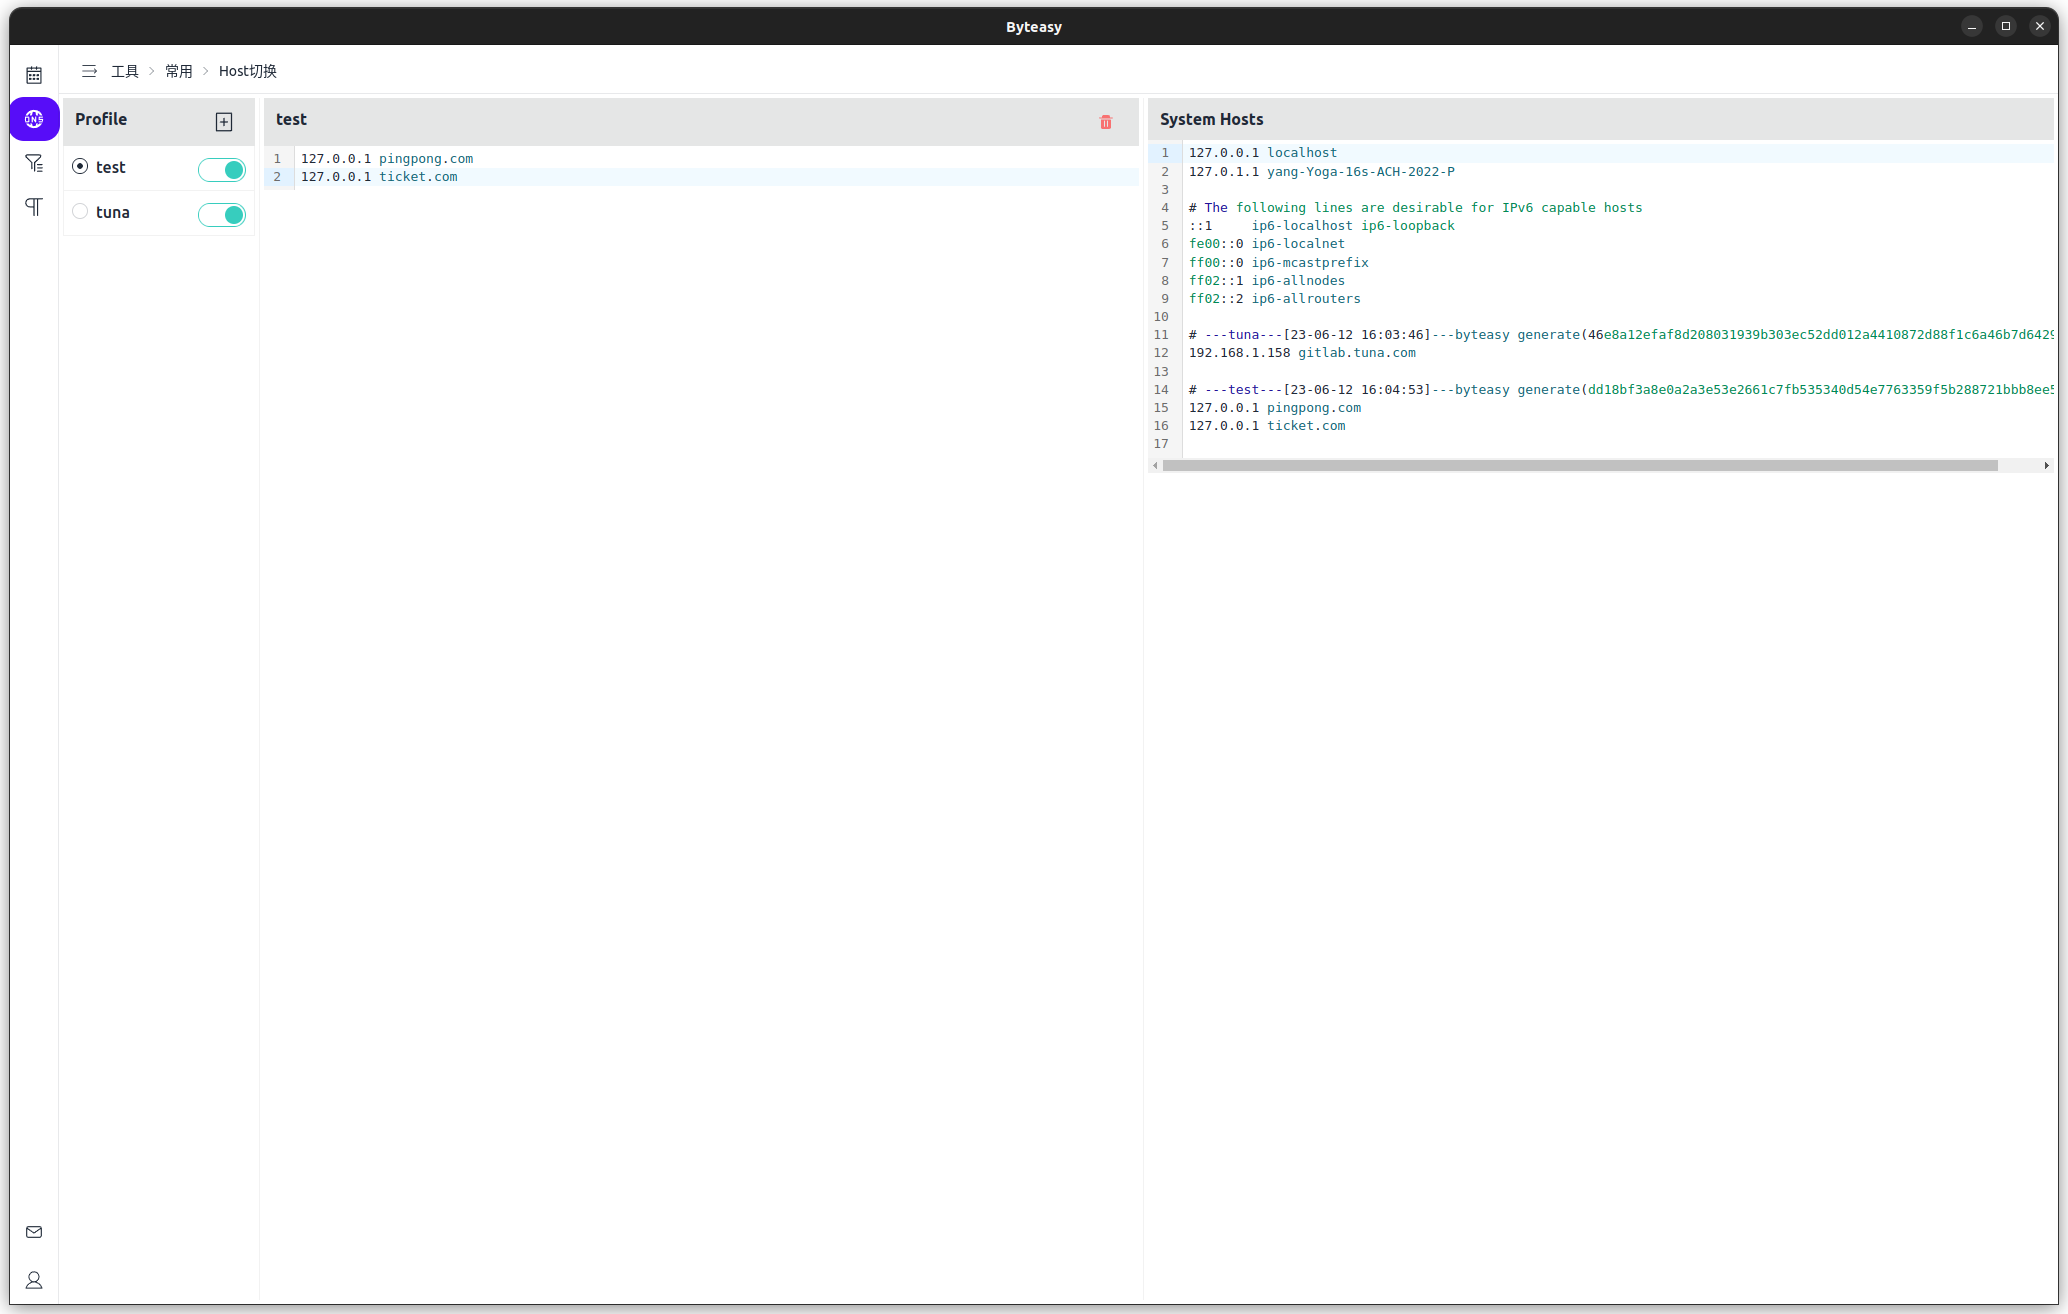 Byteasy
工具 > 常用 > Host切换
Profile
test
tuna
test
1 127.0.0.1 pingpong.com
2 127.0.0.1 ticket.com
System Hosts
1 127.0.0.1 localhost
2 127.0.1.1 yang-Yoga-16s-ACH-2022-P
3
4 # The following lines are desirable for IPv6 capable hosts
5 ::1     ip6-localhost ip6-loopback
6 fe00::0 ip6-localnet
7 ff00::0 ip6-mcastprefix
8 ff02::1 ip6-allnodes
9 ff02::2 ip6-allrouters
10
11 # ---tuna---[23-06-12 16:03:46]---byteasy generate(46e8a12efaf8d208031939b303ec52dd012a4410872d88f1c6a46b7d6429
12 192.168.1.158 gitlab.tuna.com
13
14 # ---test---[23-06-12 16:04:53]---byteasy generate(dd18bf3a8e0a2a3e53e2661c7fb535340d54e7763359f5b288721bbb8ee5
15 127.0.0.1 pingpong.com
16 127.0.0.1 ticket.com
17